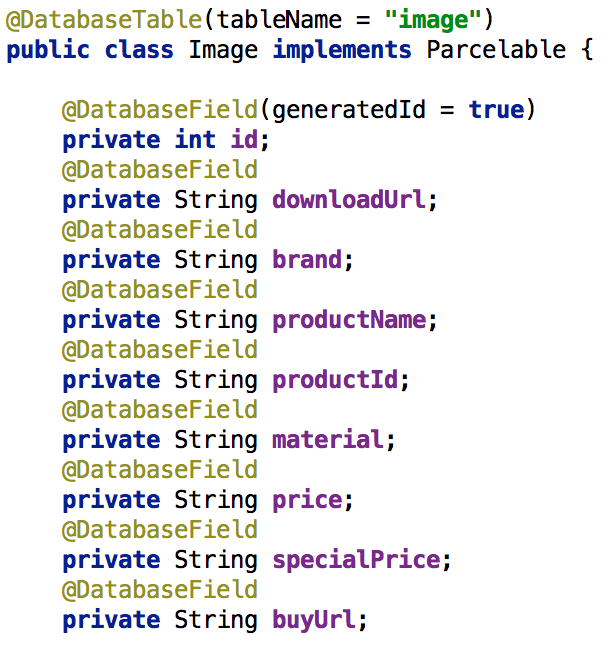 @DatabaseTable(tableName = "image")
public class Image implements Parcelable {
@DatabaseField(generatedId = true)
private int id;
@DatabaseField
private String downloadUrl;
@DatabaseField
private String brand;
@DatabaseField
private String productName;
@DatabaseField
private String productId;
@DatabaseField
private String material;
@DatabaseField
private String price;
@DatabaseField
private String specialPrice;
@DatabaseField
private String buyUrl;